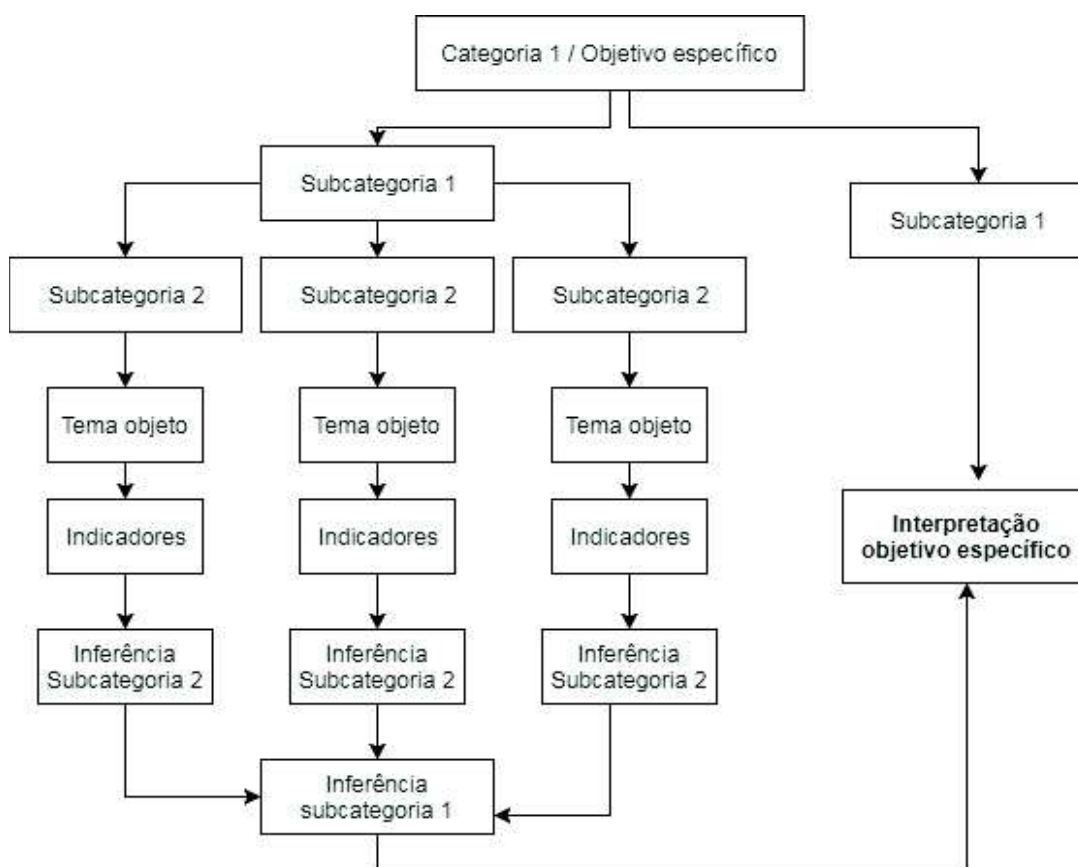 Categoria 1 / Objetivo específico
Subcategoria 1
Subcategoria 1
Subcategoria 2
Subcategoria 2
Subcategoria 2
Tema objeto
Tema objeto
Tema objeto
Indicadores
Indicadores
Indicadores
Interpretação
objetivo específico
Inferência
Subcategoria 2
Inferência
Subcategoria 2
Inferência
Subcategoria 2
Inferência
subcategoria 1